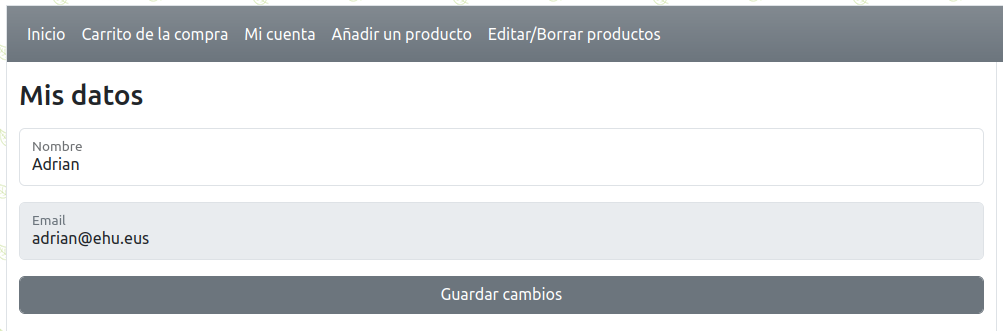 Inicio Carrito de la compra Mi cuenta Añadir un producto Editar/Borrar productos
Mis datos
Nombre
Adrian
Email
adrian@ehu.eus
Guardar cambios